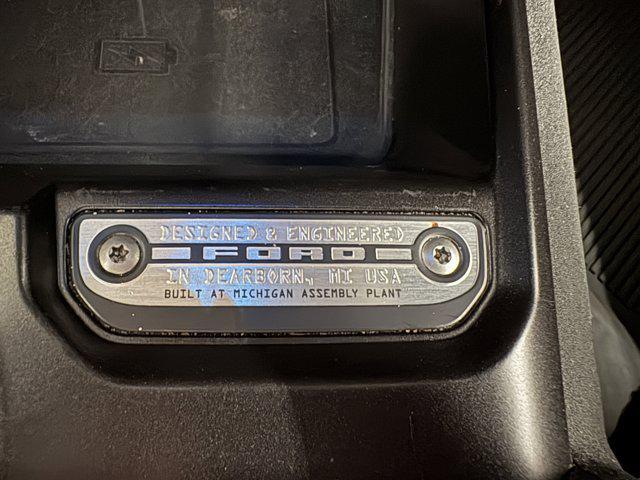 DESIGNED & ENGINEERED
FORD
IN DEARBORN, MI USA
BUILT AT MICHIGAN ASSEMBLY PLANT